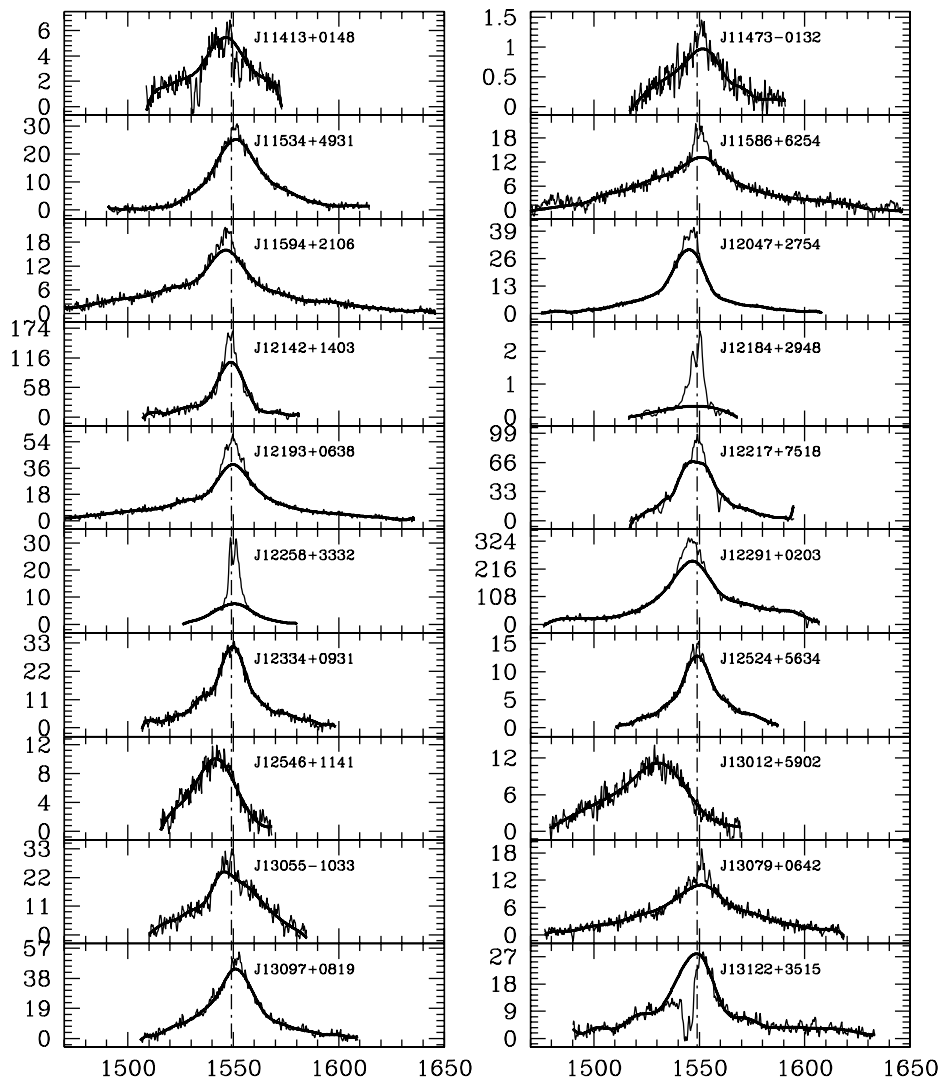 6 4 2 0 J11413+0148 1.5 1 0.5 0 J11473−0132
30 20 10 0 J11534+4931 18 12 6 0 J11586+6254
18 12 6 0 J11594+2106 39 26 13 0 J12047+2754
174 116 58 0 J12142+1403 2 1 0 J12184+2948
54 36 18 0 J12193+0638 99 66 33 0 J12217+7518
30 20 10 0 J12258+3332 324 216 108 0 J12291+0203
33 22 11 0 J12334+0931 15 10 5 0 J12524+5634
12 8 4 0 J12546+1141 12 6 0 J13012+5902
33 22 11 0 J13055−1033 18 12 6 0 J13079+0642
57 38 19 0 J13097+0819 27 18 9 0 J13122+3515
1500 1550 1600 1650 1500 1550 1600 1650